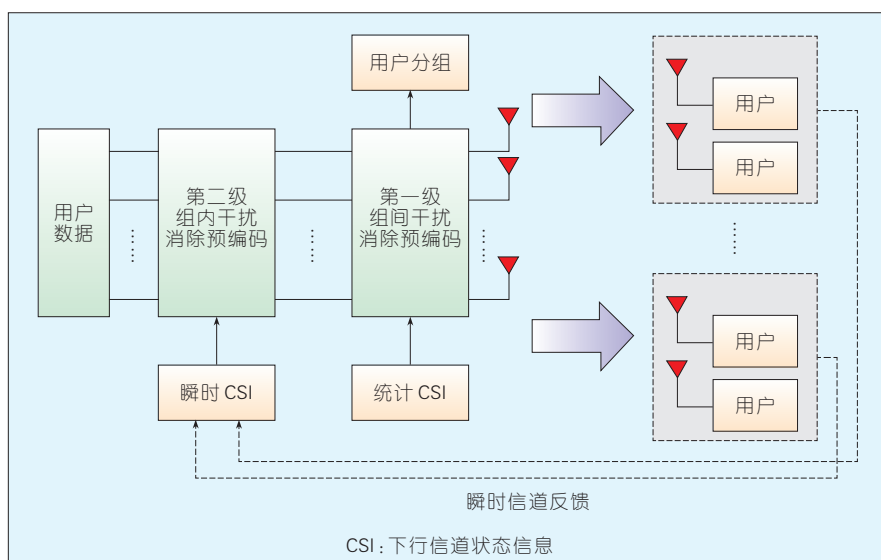 用户分组
用户
用户
用户
数据
第二级
组内干扰
消除预编码
第一级
组间干扰
消除预编码
用户
用户
瞬时 CSI
统计 CSI
瞬时信道反馈
CSI：下行信道状态信息